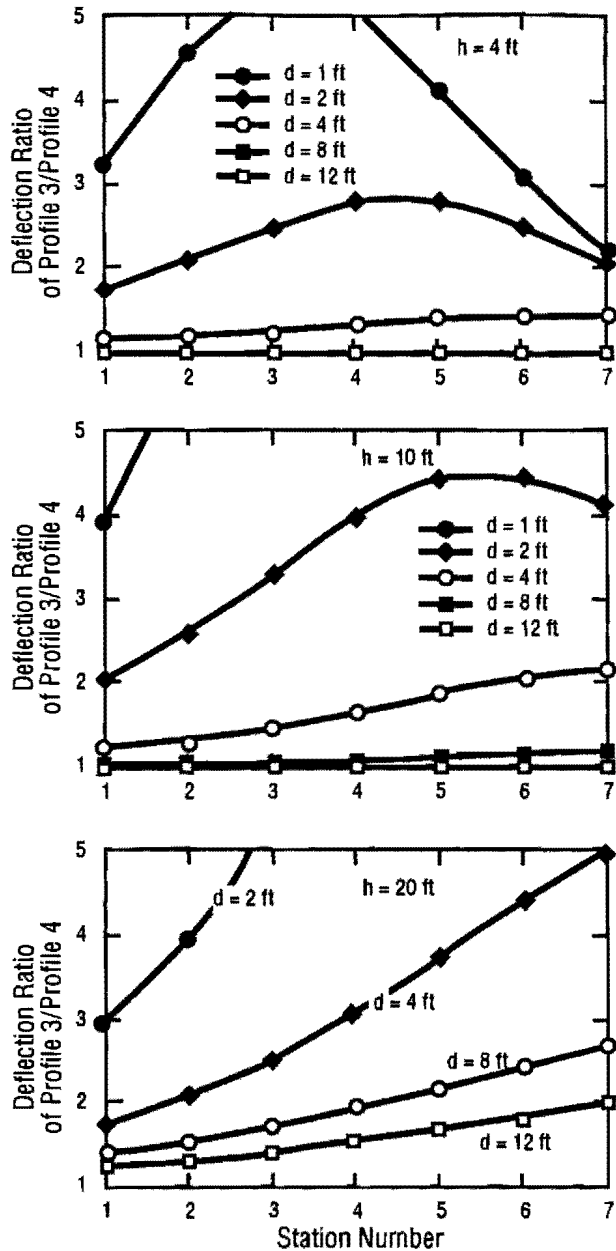 Deflection Ratio
of Profile 3/Profile 4
5
4
3
2
1
h = 4 ft
d = 1 ft
d = 2 ft
d = 4 ft
d = 8 ft
d = 12 ft
1 2 3 4 5 6 7
Deflection Ratio
of Profile 3/Profile 4
5
4
3
2
1
h = 10 ft
d = 1 ft
d = 2 ft
d = 4 ft
d = 8 ft
d = 12 ft
1 2 3 4 5 6 7
Deflection Ratio
of Profile 3/Profile 4
5
4
3
2
1
h = 20 ft
d = 2 ft
d = 4 ft
d = 8 ft
d = 12 ft
1 2 3 4 5 6 7
Station Number